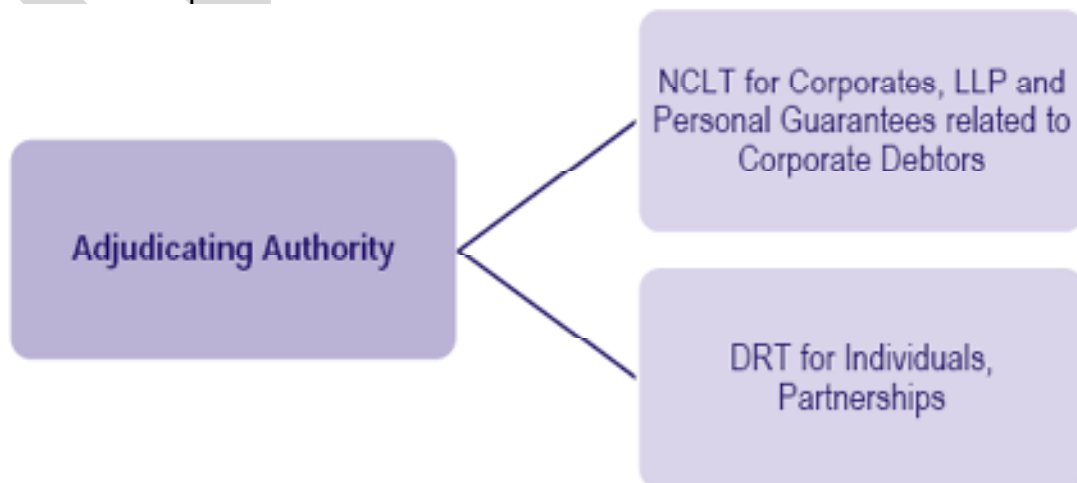 Adjudicating Authority
NCLT for Corporates, LLP and
Personal Guarantees related to
Corporate Debtors
DRT for Individuals,
Partnerships